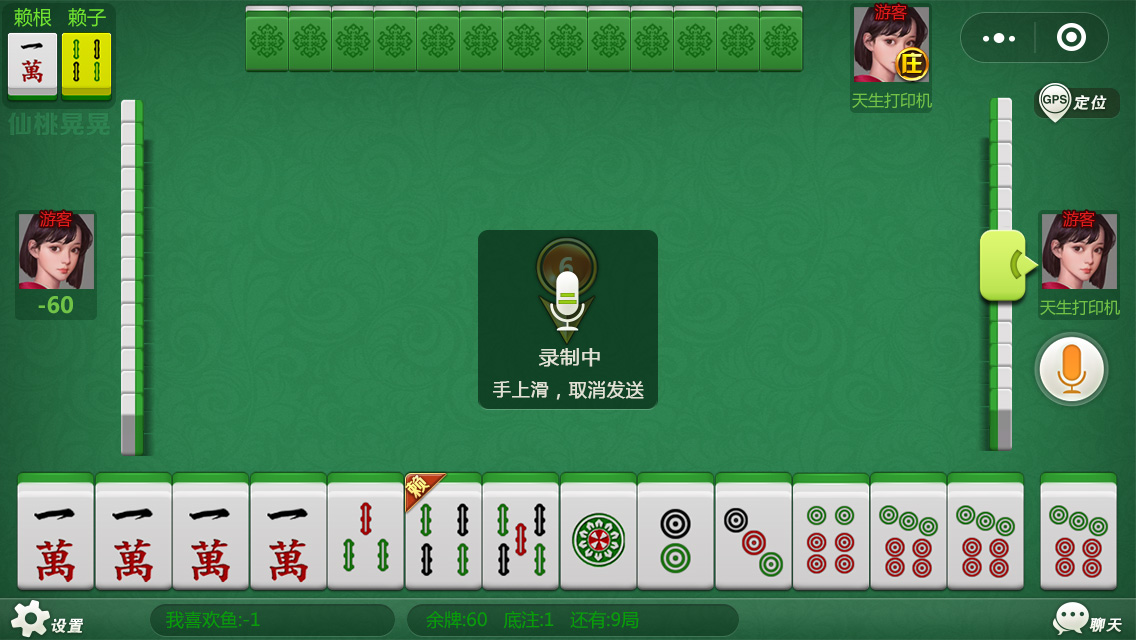 赖根 赖子
一萬
仙桃晃晃
游客
庄
天生打印机
GPS 定位
游客
-60
游客
天生打印机
6
录制中
手上滑，取消发送
赖
一萬 一萬 一萬 一萬
设置
我喜欢鱼:-1
余牌:60 底注:1 还有:9局
聊天